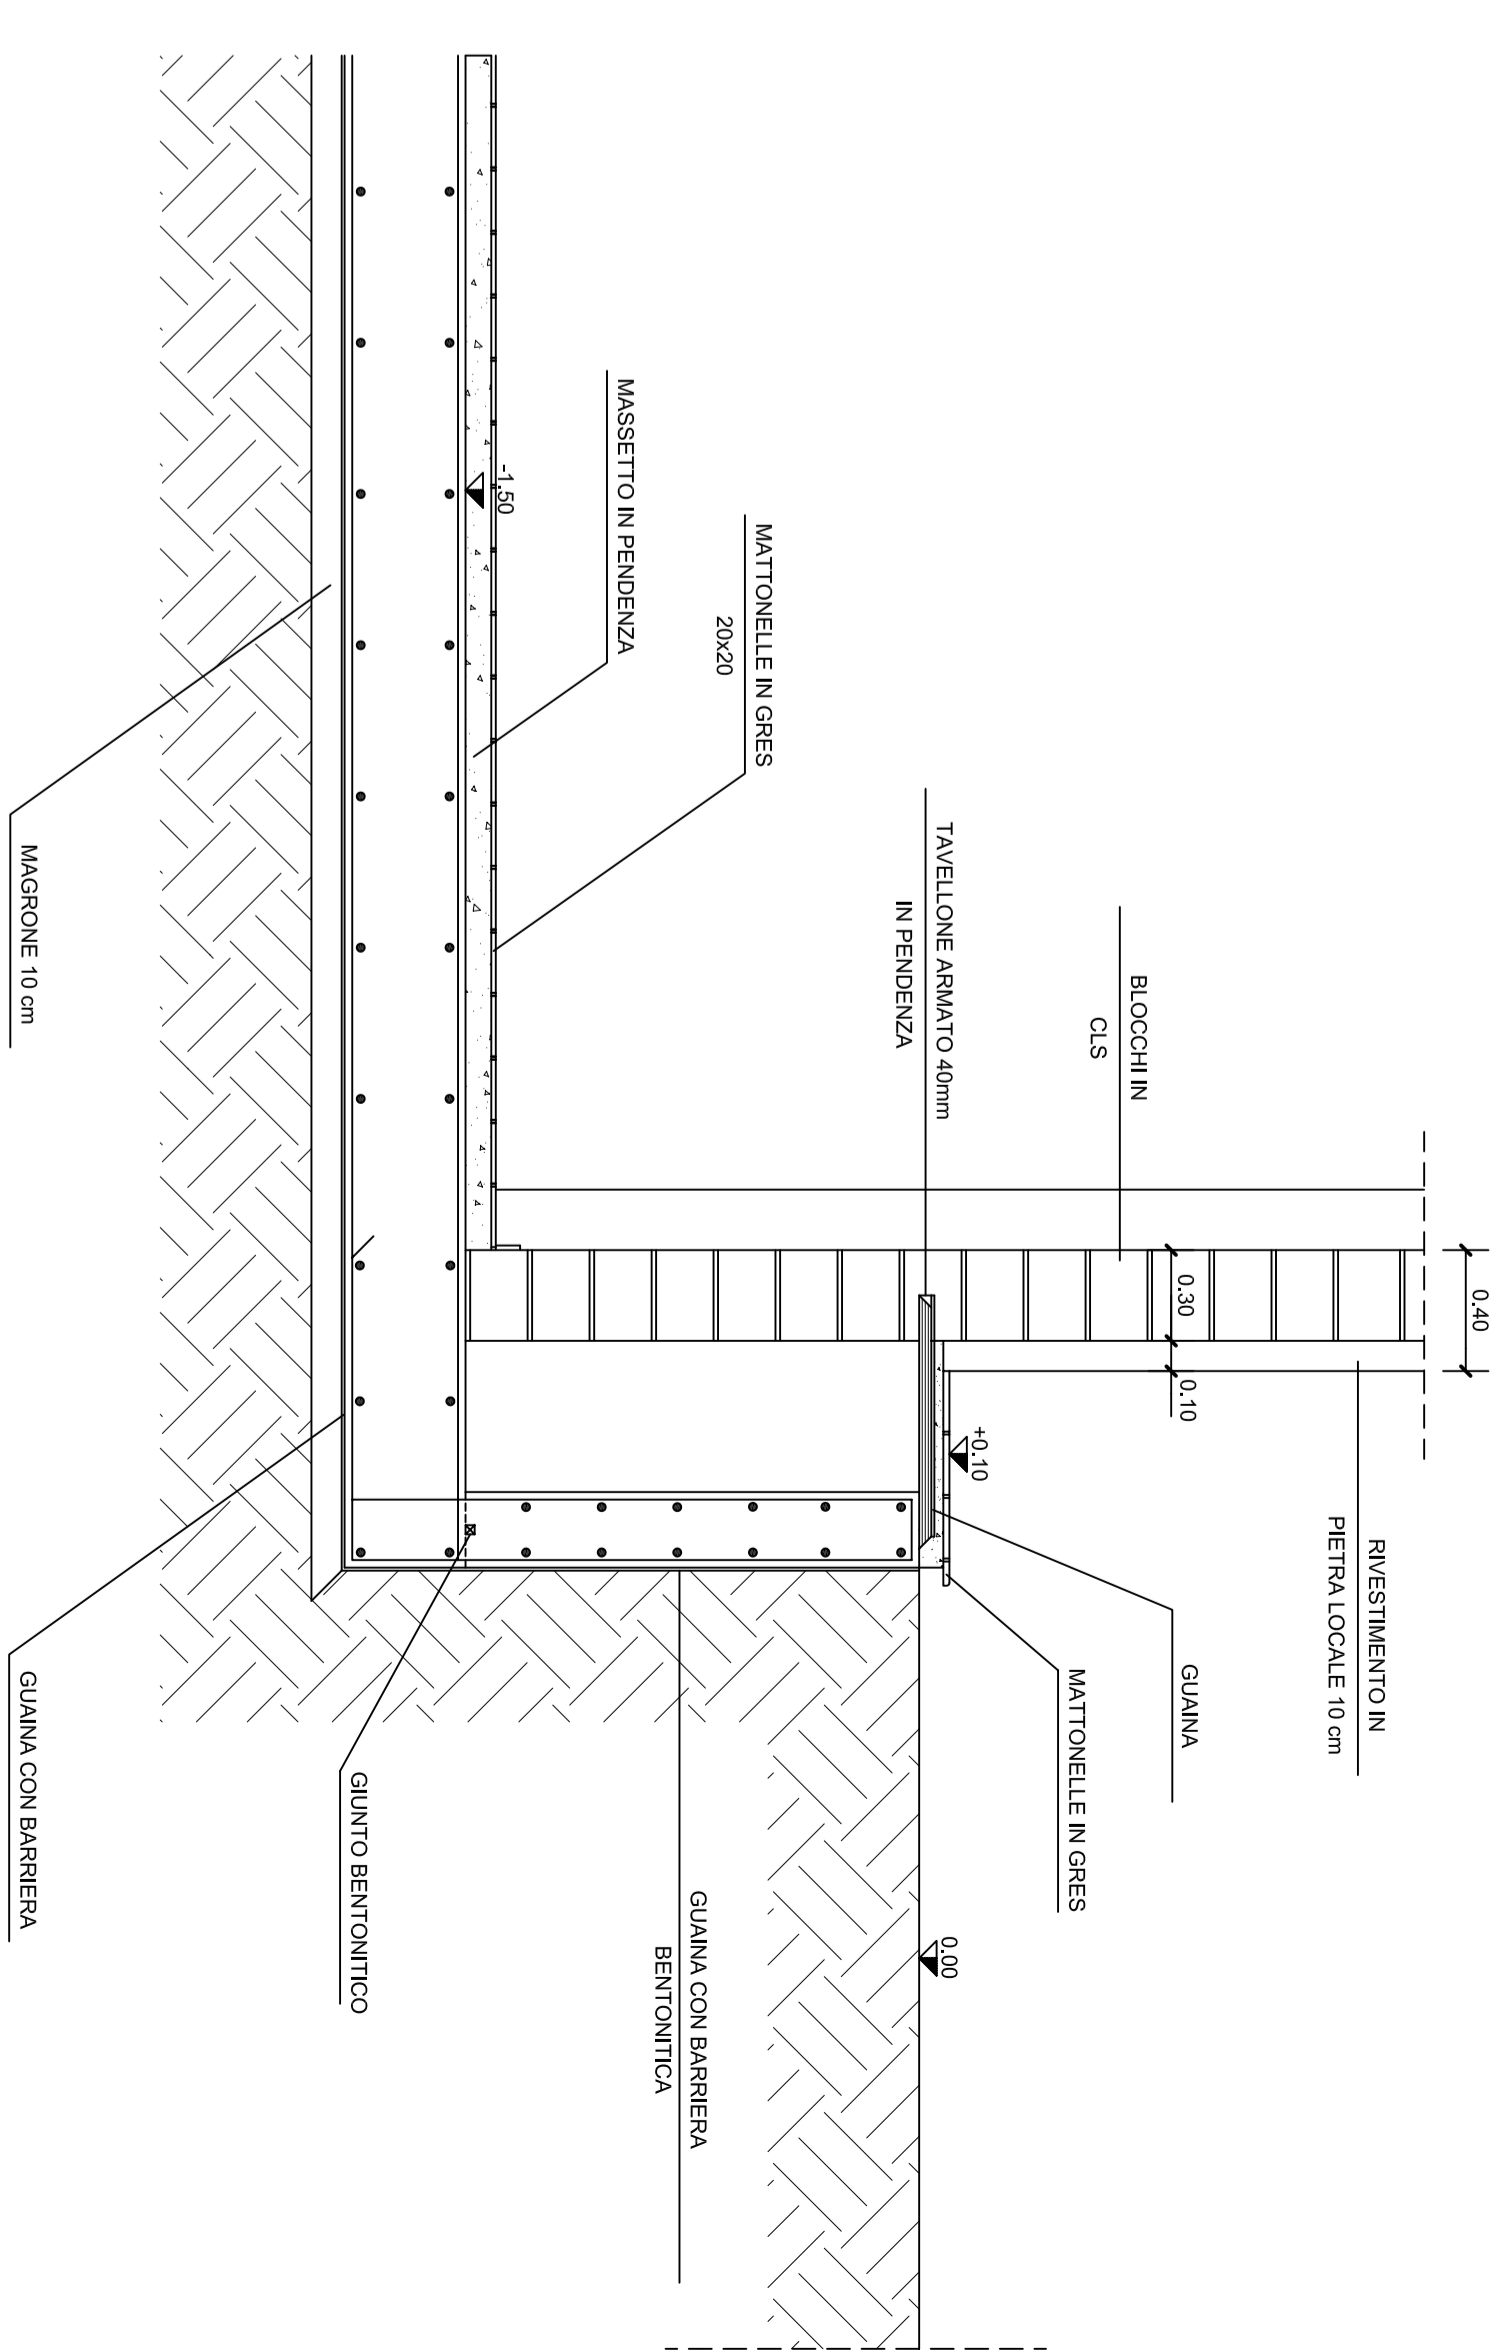 0.40
0.30
0.10
RIVESTIMENTO IN
PIETRA LOCALE 10 cm
BLOCCHI IN
CLS
GUAINA
MATTONELLE IN GRES
+0.10
TAVELLONE ARMATO 40mm
IN PENDENZA
0.00
MATTONELLE IN GRES
20x20
GUAINA CON BARRIERA
BENTONITICA
MASSETTO IN PENDENZA
-1.50
GIUNTO BENTONITICO
MAGRONE 10 cm
GUAINA CON BARRIERA